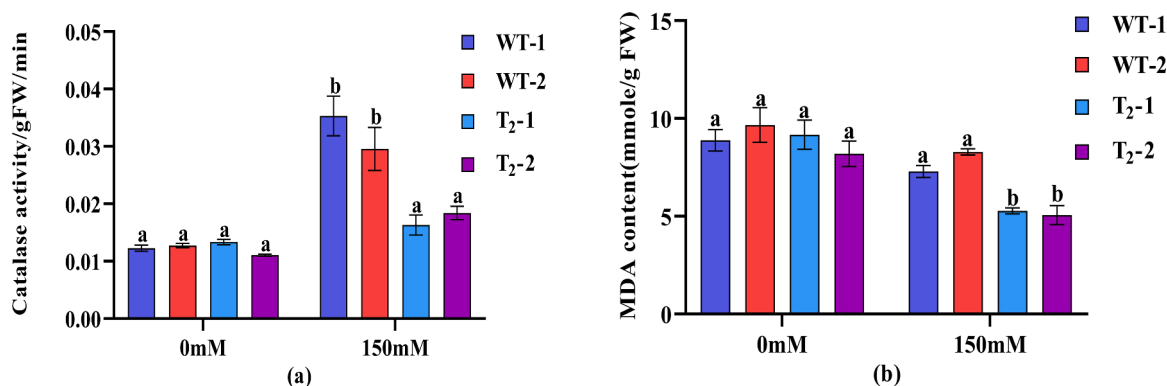 Catalase activity/gFW/min
0.05
0.04
0.03
0.02
0.01
0.00
a
a
a
a
b
b
a
a
0mM
150mM
WT-1
WT-2
T2-1
T2-2
(a)
MDA content(mmole/g FW)
15
10
5
0
a
a
a
a
a
a
b
b
0mM
150mM
WT-1
WT-2
T2-1
T2-2
(b)